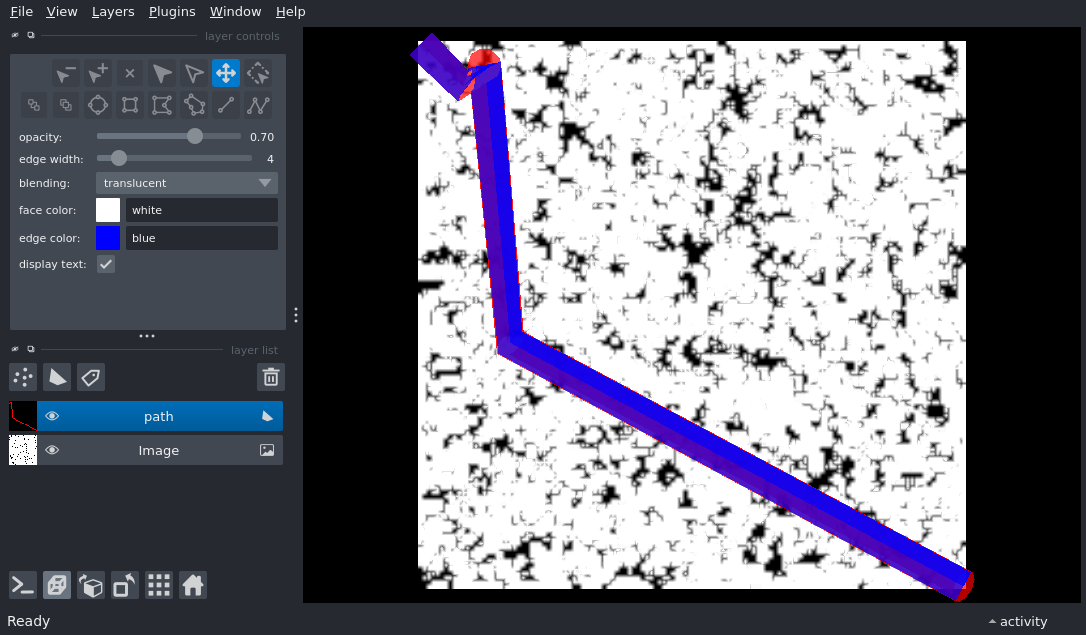 File View Layers Plugins Window Help
layer controls
opacity: 0.70
edge width: 4
blending: translucent
face color: white
edge color: blue
display text:
layer list
path
Image
Ready
activity